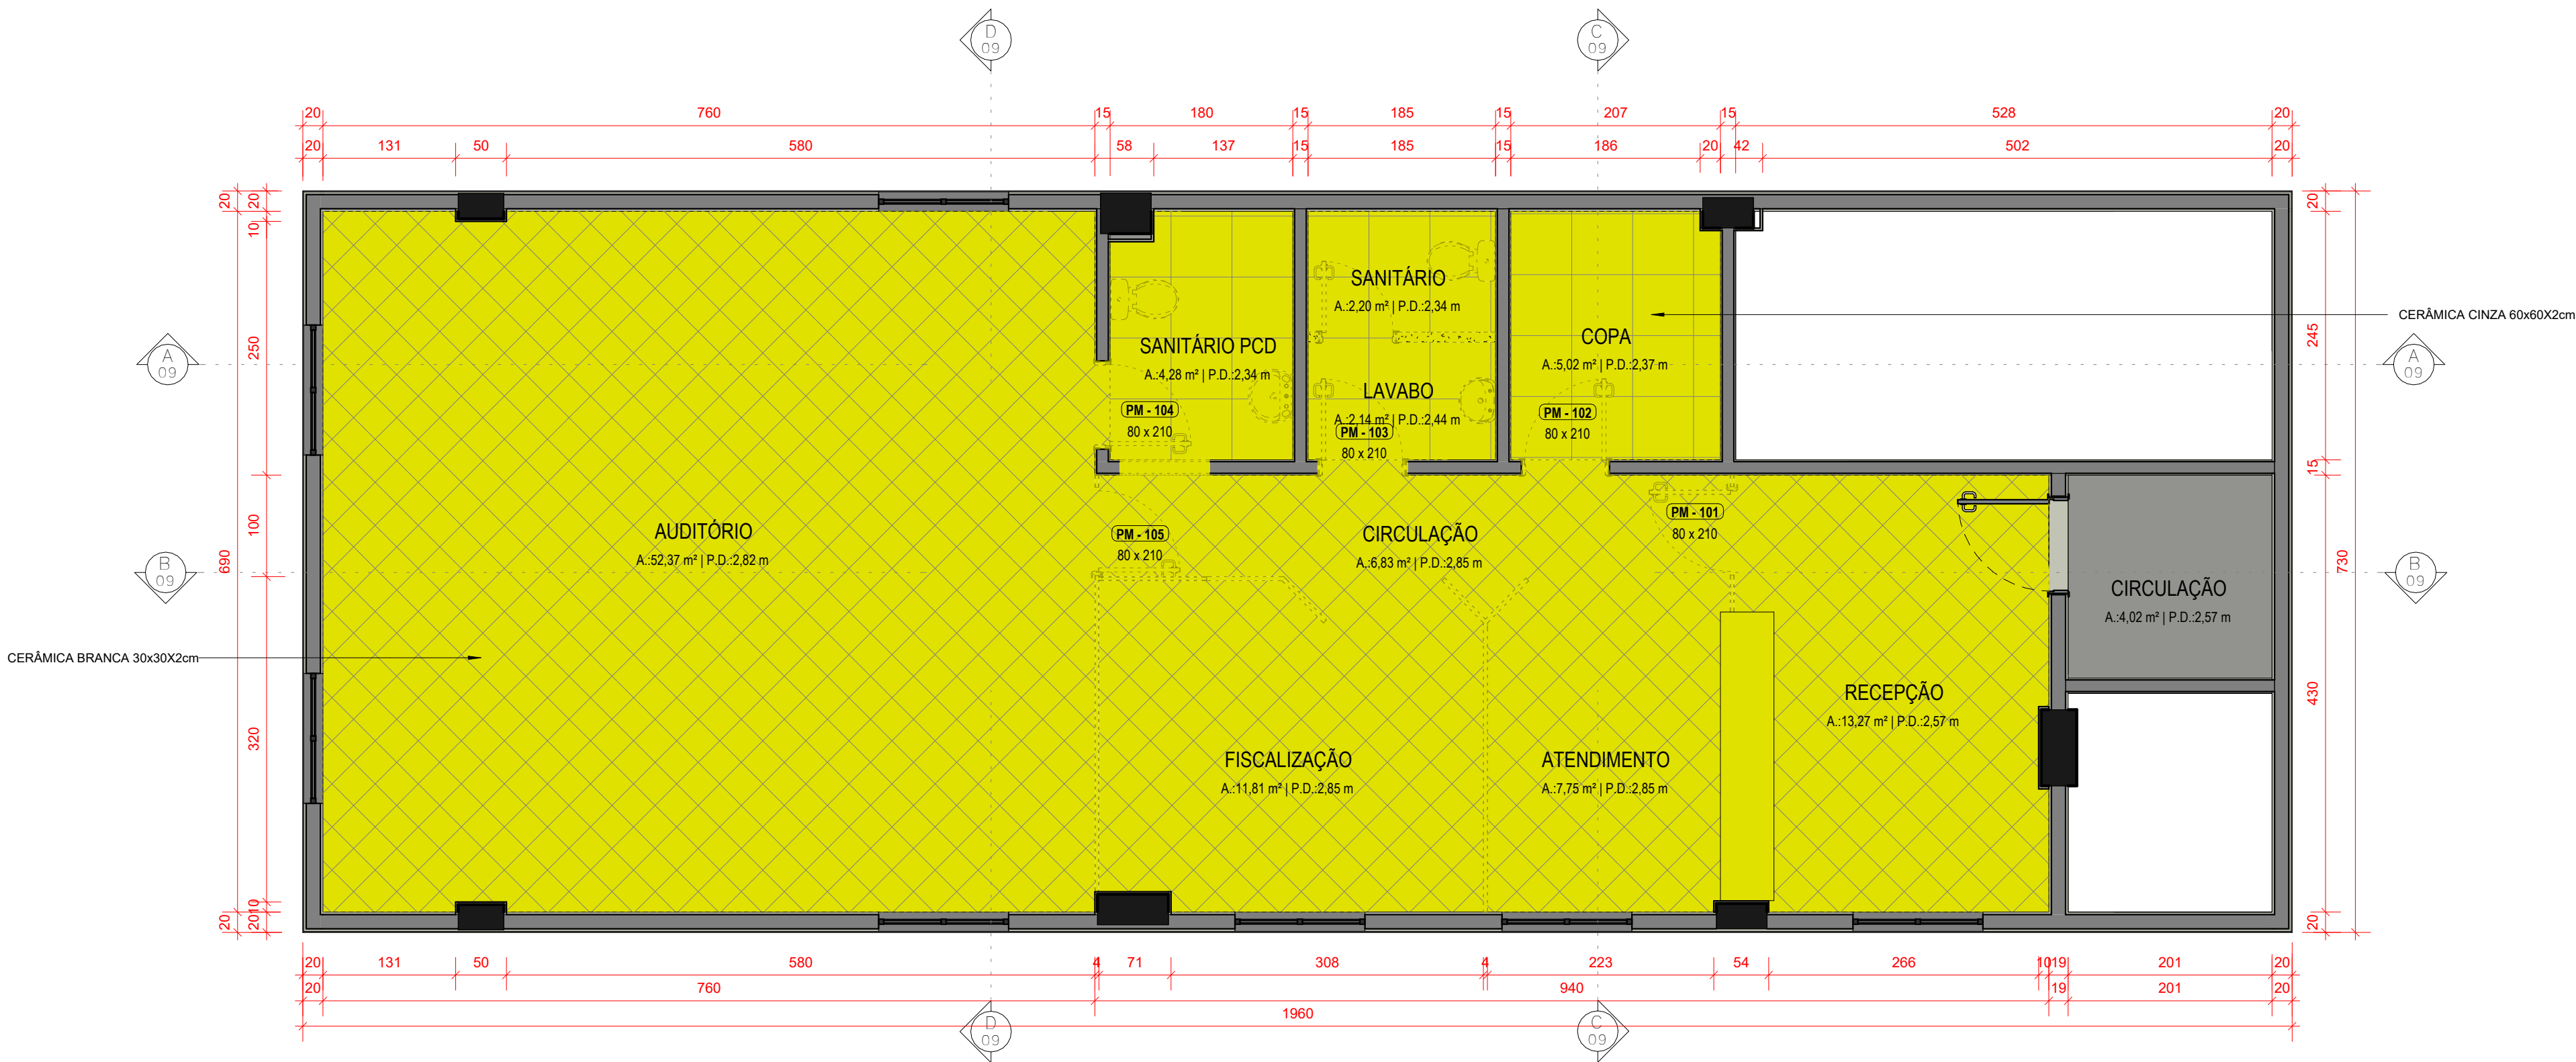 D
09
C
09
20
760
15
180
15
185
15
207
15
528
20
20
131
50
580
58
137
15
185
15
186
20
42
502
20
20
20
10
250
100
690
320
10
20
20
20
245
15
730
430
20
A
09
A
09
B
09
B
09
SANITÁRIO
A.:2,20 m² | P.D.:2,34 m
SANITÁRIO PCD
A.:4,28 m² | P.D.:2,34 m
COPA
A.:5,02 m² | P.D.:2,37 m
LAVABO
A.:2,14 m² | P.D.:2,44 m
PM - 104
80 x 210
PM - 103
80 x 210
PM - 102
80 x 210
CERÂMICA CINZA 60x60X2cm
PM - 101
80 x 210
PM - 105
80 x 210
AUDITÓRIO
A.:52,37 m² | P.D.:2,82 m
CIRCULAÇÃO
A.:6,83 m² | P.D.:2,85 m
CIRCULAÇÃO
A.:4,02 m² | P.D.:2,57 m
CERÂMICA BRANCA 30x30X2cm
RECEPÇÃO
A.:13,27 m² | P.D.:2,57 m
FISCALIZAÇÃO
A.:11,81 m² | P.D.:2,85 m
ATENDIMENTO
A.:7,75 m² | P.D.:2,85 m
20
131
50
580
4
71
308
4
223
54
266
10
19
201
20
20
760
940
19
201
20
1960
D
09
C
09